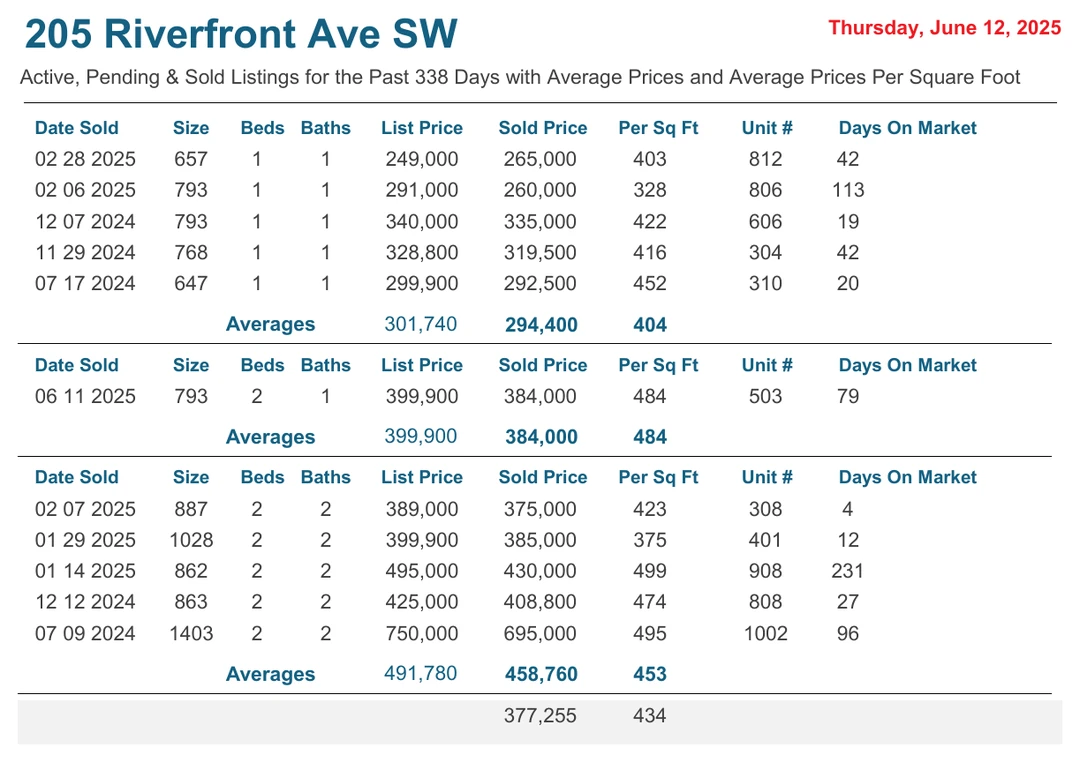 205 Riverfront Ave SW
Thursday, June 12, 2025
Active, Pending & Sold Listings for the Past 338 Days with Average Prices and Average Prices Per Square Foot
Date Sold Size Beds Baths List Price Sold Price Per Sq Ft Unit # Days On Market
02 28 2025 657 1 1 249,000 265,000 403 812 42
02 06 2025 793 1 1 291,000 260,000 328 806 113
12 07 2024 793 1 1 340,000 335,000 422 606 19
11 29 2024 768 1 1 328,800 319,500 416 304 42
07 17 2024 647 1 1 299,900 292,500 452 310 20
Averages 301,740 294,400 404
Date Sold Size Beds Baths List Price Sold Price Per Sq Ft Unit # Days On Market
06 11 2025 793 2 1 399,900 384,000 484 503 79
Averages 399,900 384,000 484
Date Sold Size Beds Baths List Price Sold Price Per Sq Ft Unit # Days On Market
02 07 2025 887 2 2 389,000 375,000 423 308 4
01 29 2025 1028 2 2 399,900 385,000 375 401 12
01 14 2025 862 2 2 495,000 430,000 499 908 231
12 12 2024 863 2 2 425,000 408,800 474 808 27
07 09 2024 1403 2 2 750,000 695,000 495 1002 96
Averages 491,780 458,760 453
377,255 434